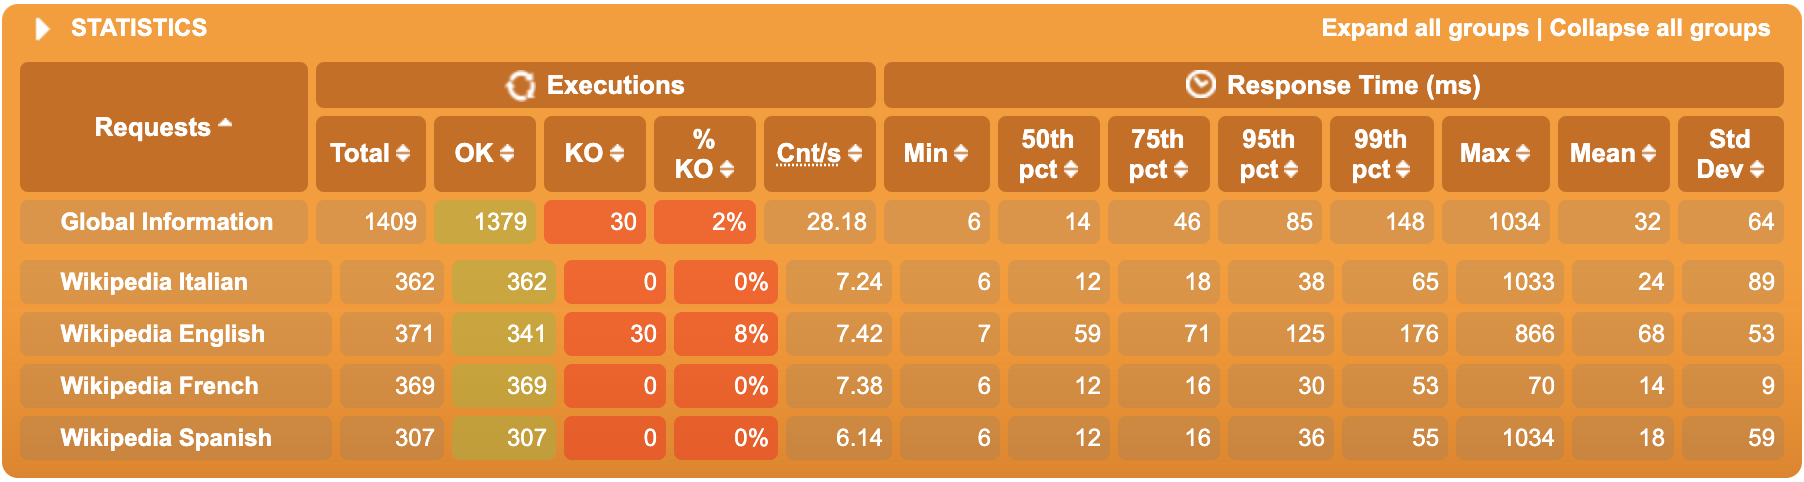 STATISTICS Expand all groups | Collapse all groups
Requests Executions Response Time (ms)
Total OK KO % KO Cnt/s Min 50th pct 75th pct 95th pct 99th pct Max Mean Std Dev
Global Information 1409 1379 30 2% 28.18 6 14 46 85 148 1034 32 64
Wikipedia Italian 362 362 0 0% 7.24 6 12 18 38 65 1033 24 89
Wikipedia English 371 341 30 8% 7.42 7 59 71 125 176 866 68 53
Wikipedia French 369 369 0 0% 7.38 6 12 16 30 53 70 14 9
Wikipedia Spanish 307 307 0 0% 6.14 6 12 16 36 55 1034 18 59